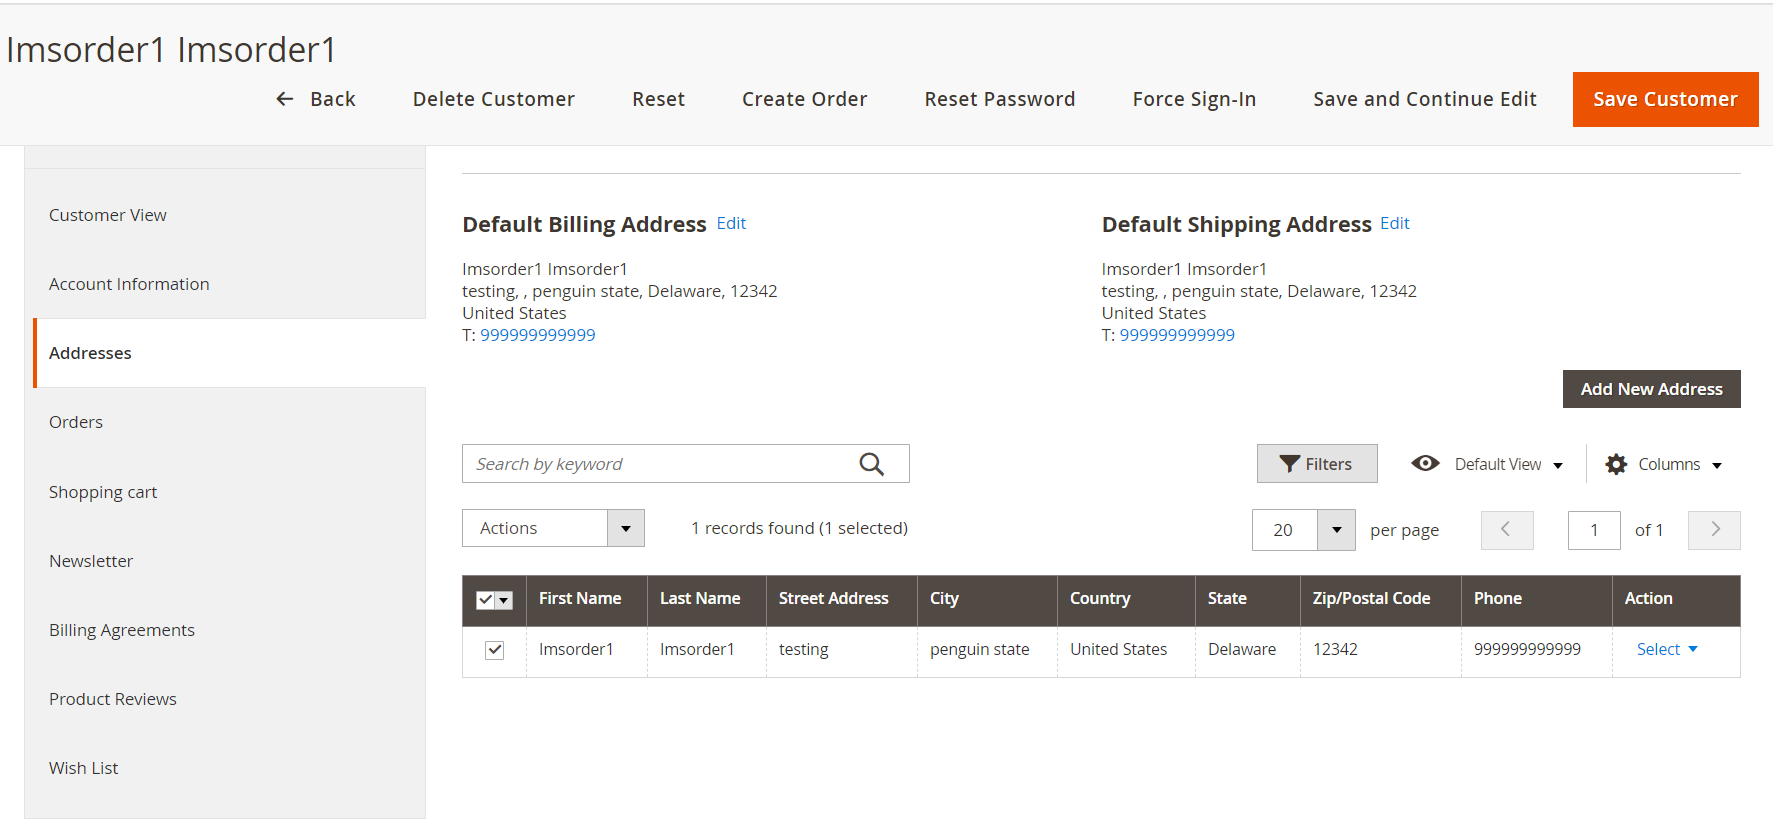 Imsorder1 Imsorder1
Back Delete Customer Reset Create Order Reset Password Force Sign-In Save and Continue Edit Save Customer
Customer View
Account Information
Addresses
Orders
Shopping cart
Newsletter
Billing Agreements
Product Reviews
Wish List
Default Billing Address Edit
Imsorder1 Imsorder1
testing, , penguin state, Delaware, 12342
United States
T: 999999999999
Default Shipping Address Edit
Imsorder1 Imsorder1
testing, , penguin state, Delaware, 12342
United States
T: 999999999999
Add New Address
Search by keyword Filters Default View Columns
Actions 1 records found (1 selected) 20 per page 1 of 1
First Name Last Name Street Address City Country State Zip/Postal Code Phone Action
Imsorder1 Imsorder1 testing penguin state United States Delaware 12342 999999999999 Select